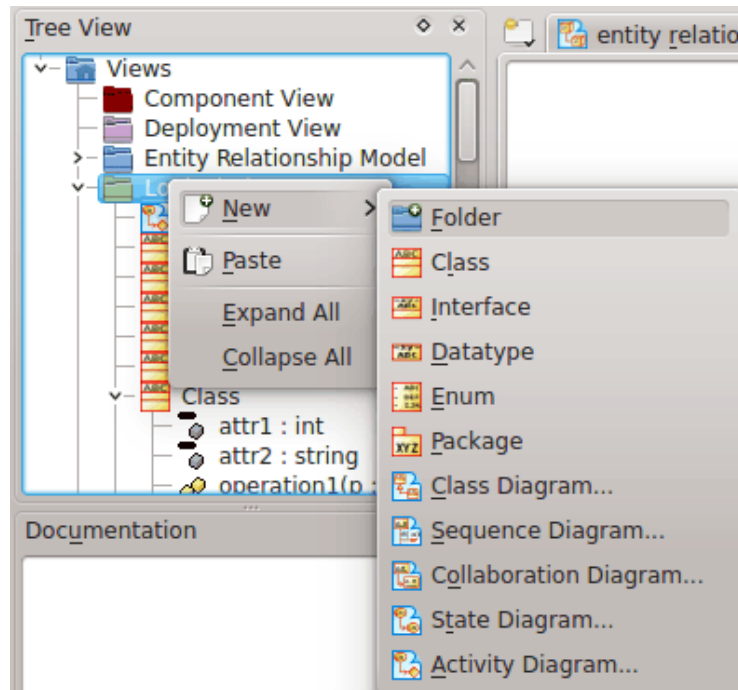 Tree View
entity relatio
Views
Component View
Deployment View
Entity Relationship Model
New
Paste
Expand All
Collapse All
Folder
Class
Interface
Datatype
Enum
Package
Class Diagram...
Sequence Diagram...
Collaboration Diagram...
State Diagram...
Activity Diagram...
Class
attr1 : int
attr2 : string
operation1(p :
Documentation